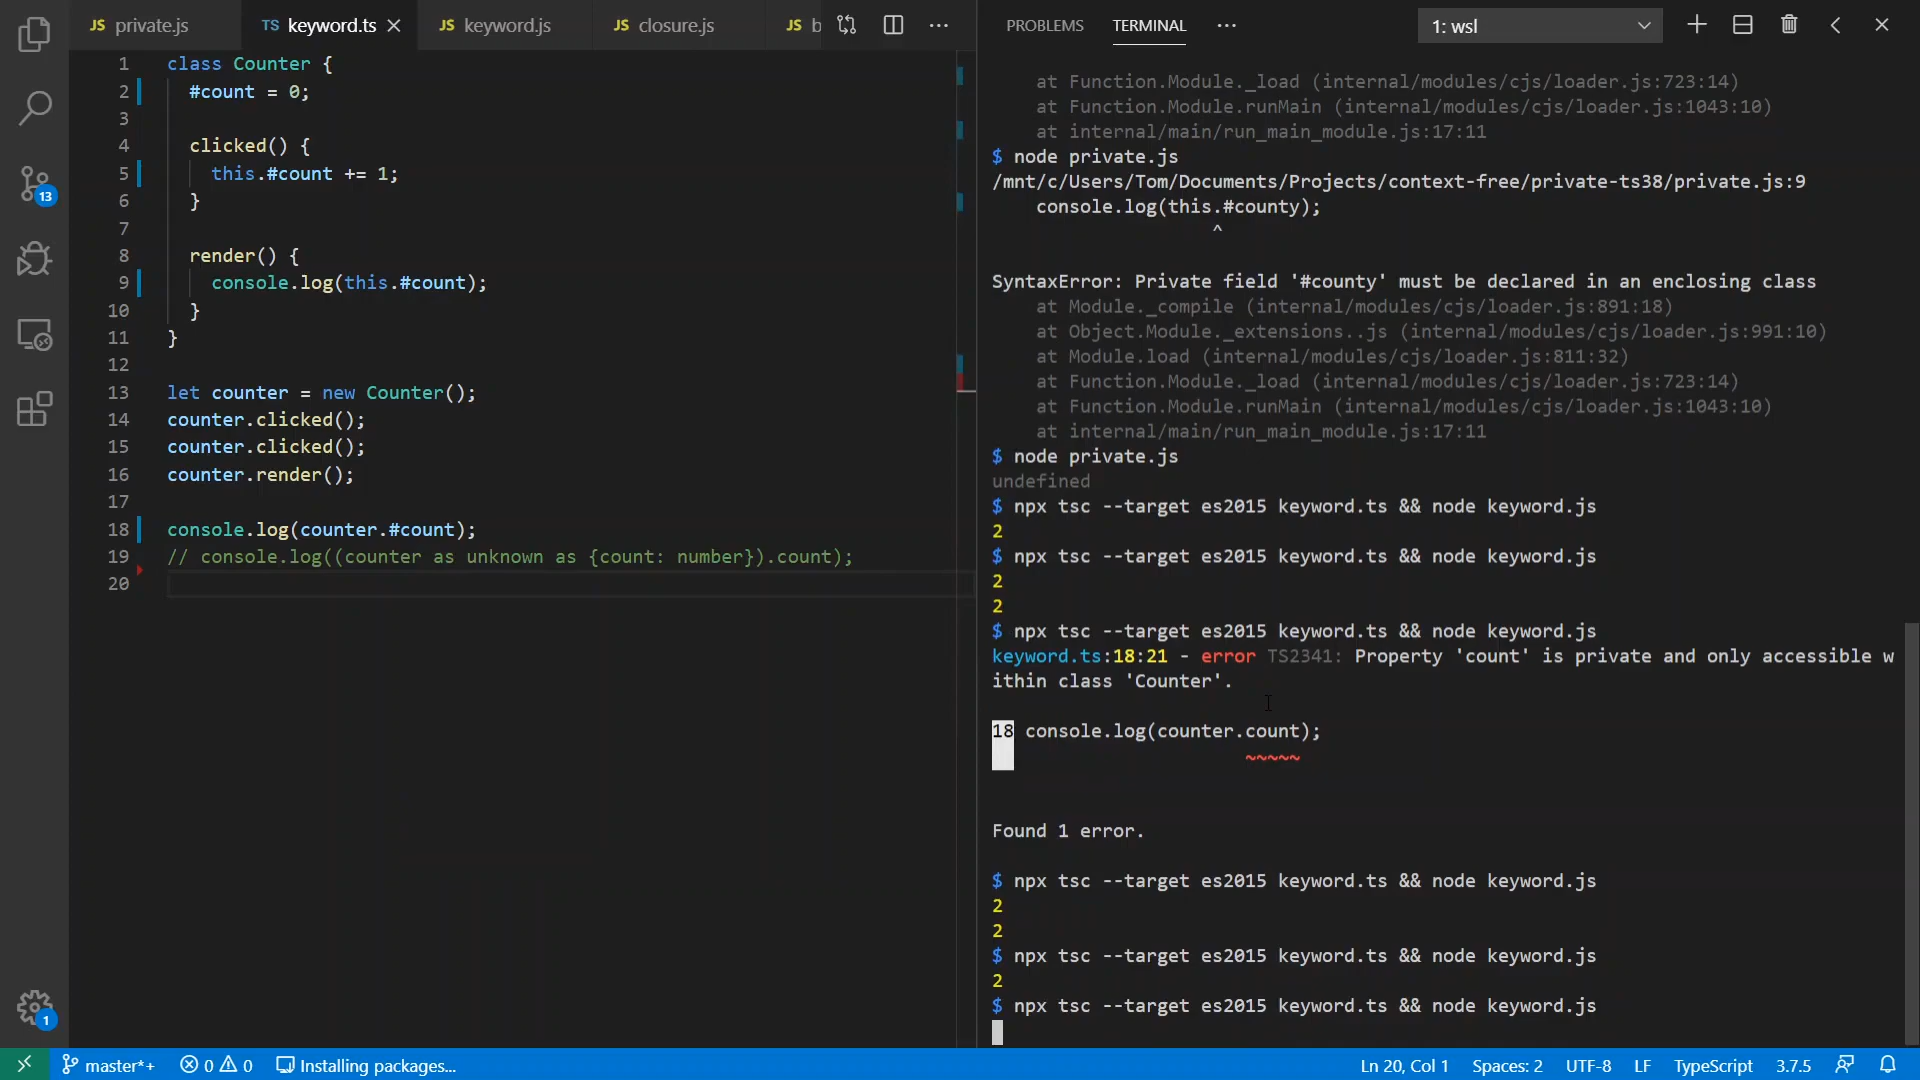 JS private.js
TS keyword.ts
JS keyword.js
JS closure.js
JS b
1 class Counter {
2 #count = 0;
3
4 clicked() {
5 this.#count += 1;
6 }
7
8 render() {
9 console.log(this.#count);
10 }
11 }
12
13 let counter = new Counter();
14 counter.clicked();
15 counter.clicked();
16 counter.render();
17
18 console.log(counter.#count);
19 // console.log((counter as unknown as {count: number}).count);
20
13
1
PROBLEMS
TERMINAL
1: wsl
at Function.Module._load (internal/modules/cjs/loader.js:723:14)
at Function.Module.runMain (internal/modules/cjs/loader.js:1043:10)
at internal/main/run_main_module.js:17:11
$ node private.js
/mnt/c/Users/Tom/Documents/Projects/context-free/private-ts38/private.js:9
console.log(this.#county);
^
SyntaxError: Private field '#county' must be declared in an enclosing class
at Module._compile (internal/modules/cjs/loader.js:891:18)
at Object.Module._extensions..js (internal/modules/cjs/loader.js:991:10)
at Module.load (internal/modules/cjs/loader.js:811:32)
at Function.Module._load (internal/modules/cjs/loader.js:723:14)
at Function.Module.runMain (internal/modules/cjs/loader.js:1043:10)
at internal/main/run_main_module.js:17:11
$ node private.js
undefined
$ npx tsc --target es2015 keyword.ts && node keyword.js
2
$ npx tsc --target es2015 keyword.ts && node keyword.js
2
2
$ npx tsc --target es2015 keyword.ts && node keyword.js
keyword.ts:18:21 - error TS2341: Property 'count' is private and only accessible w
ithin class 'Counter'.
18 console.log(counter.count);
~~~~~
Found 1 error.
$ npx tsc --target es2015 keyword.ts && node keyword.js
2
2
$ npx tsc --target es2015 keyword.ts && node keyword.js
2
$ npx tsc --target es2015 keyword.ts && node keyword.js
master*+
0
0
Installing packages...
Ln 20, Col 1
Spaces: 2
UTF-8
LF
TypeScript
3.7.5